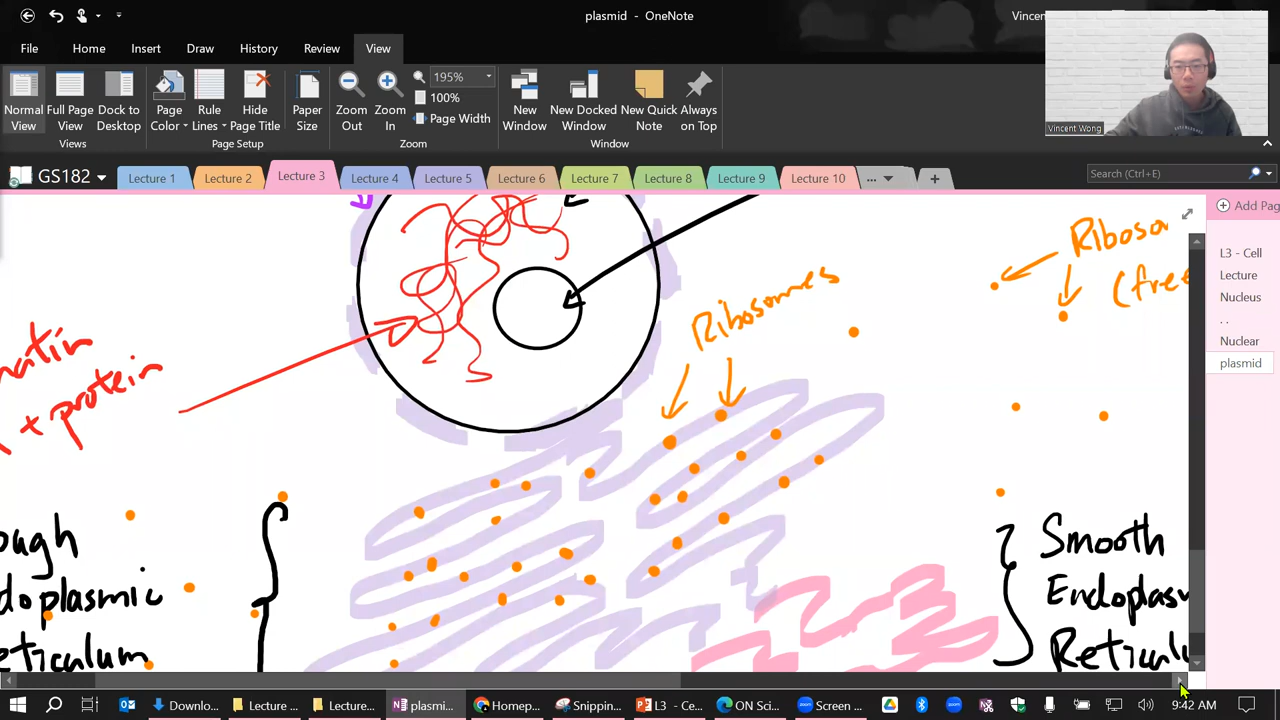 plasmid - OneNote
Vincent Wong
File Home Insert Draw History Review View
Normal View
Full Page View
Dock to Desktop
Views
Page Color
Rule Lines
Hide Page Title
Page Setup
Paper Size
Zoom Out
Zoom In
195%
100%
Page Width
Zoom
New Window
New Docked Window
New Quick Note
Always on Top
Window
GS182
Lecture 1 Lecture 2 Lecture 3 Lecture 4 Lecture 5 Lecture 6 Lecture 7 Lecture 8 Lecture 9 Lecture 10 ...
Search (Ctrl+E)
Add Pag
L3 - Cell
Lecture
Nucleus
. .
Nuclear
plasmid
Riboso
(free
Ribosomes
matin
+ protein
ough
doplasmic
eticulum
Smooth
Endoplasm
Reticulu
Downlo... Lecture ... Lecture... plasmi... Homep... Snippin... L3 - Ce... ON Sci... Screen ...
9:42 AM